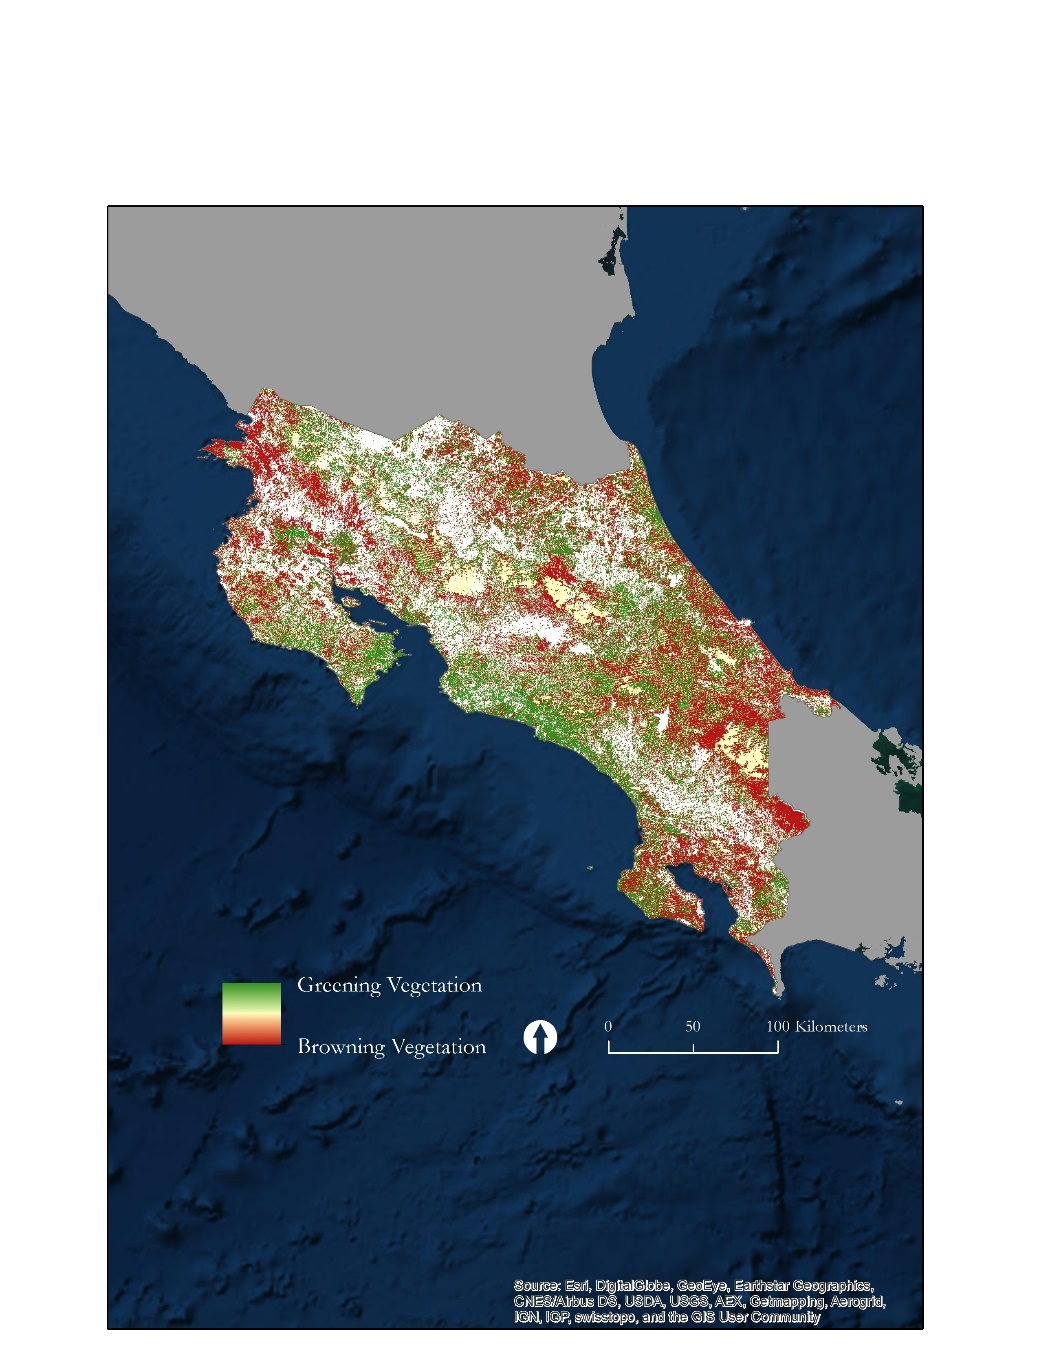 Greening Vegetation
Browning Vegetation
0 50 100 Kilometers
Source: Esri, DigitalGlobe, GeoEye, Earthstar Geographics,
CNES/Airbus DS, USDA, USGS, AEX, Getmapping, Aerogrid,
IGN, IGP, swisstopo, and the GIS User Community